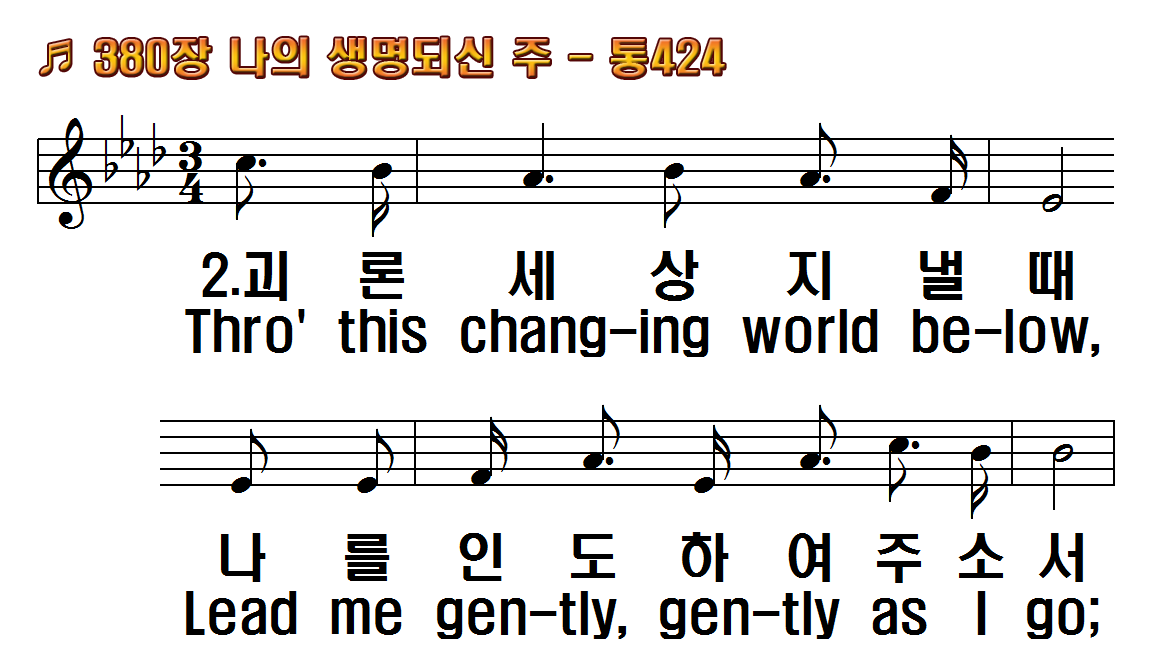 ♬ 380장 나의 생명되신 주 - 통424
3
4
2.괴 론 세 상 지 낼 때
Thro' this chang-ing world be-low,
나 를 인 도 하 여 주 소 서
Lead me gen-tly, gen-tly as I go;